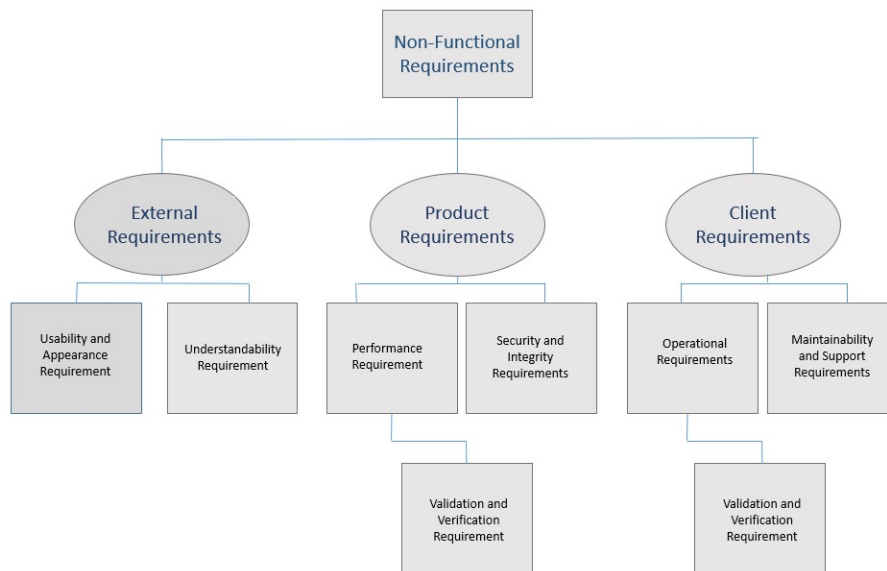 Non-Functional
Requirements
External
Requirements
Product
Requirements
Client
Requirements
Usability and
Appearance
Requirement
Understandability
Requirement
Performance
Requirement
Security and
Integrity
Requirements
Operational
Requirements
Maintainability
and Support
Requirements
Validation and
Verification
Requirement
Validation and
Verification
Requirement